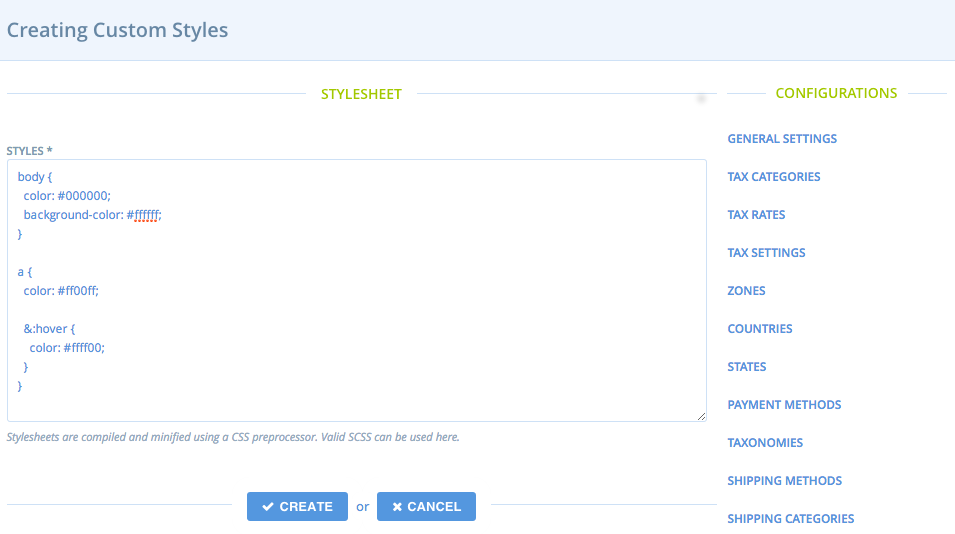 Creating Custom Styles
STYLESHEET
STYLES *
body {
  color: #000000;
  background-color: #ffffff;
}

a {
  color: #ff00ff;

  &:hover {
    color: #ffff00;
  }
}
Stylesheets are compiled and minified using a CSS preprocessor. Valid SCSS can be used here.
CREATE or CANCEL
CONFIGURATIONS
GENERAL SETTINGS
TAX CATEGORIES
TAX RATES
TAX SETTINGS
ZONES
COUNTRIES
STATES
PAYMENT METHODS
TAXONOMIES
SHIPPING METHODS
SHIPPING CATEGORIES